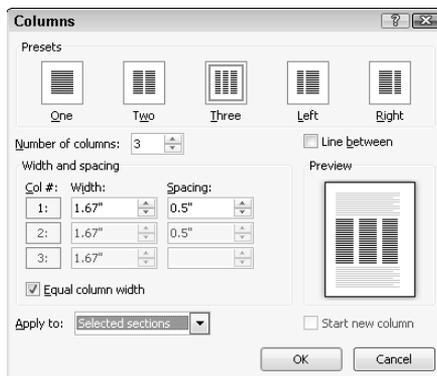 Columns
Presets
One Two Three Left Right
Number of columns: 3 Line between
Width and spacing Preview
Col #: Width: Spacing:
1: 1.67" 0.5"
2: 1.67" 0.5"
3: 1.67"
Equal column width
Apply to: Selected sections Start new column
OK Cancel